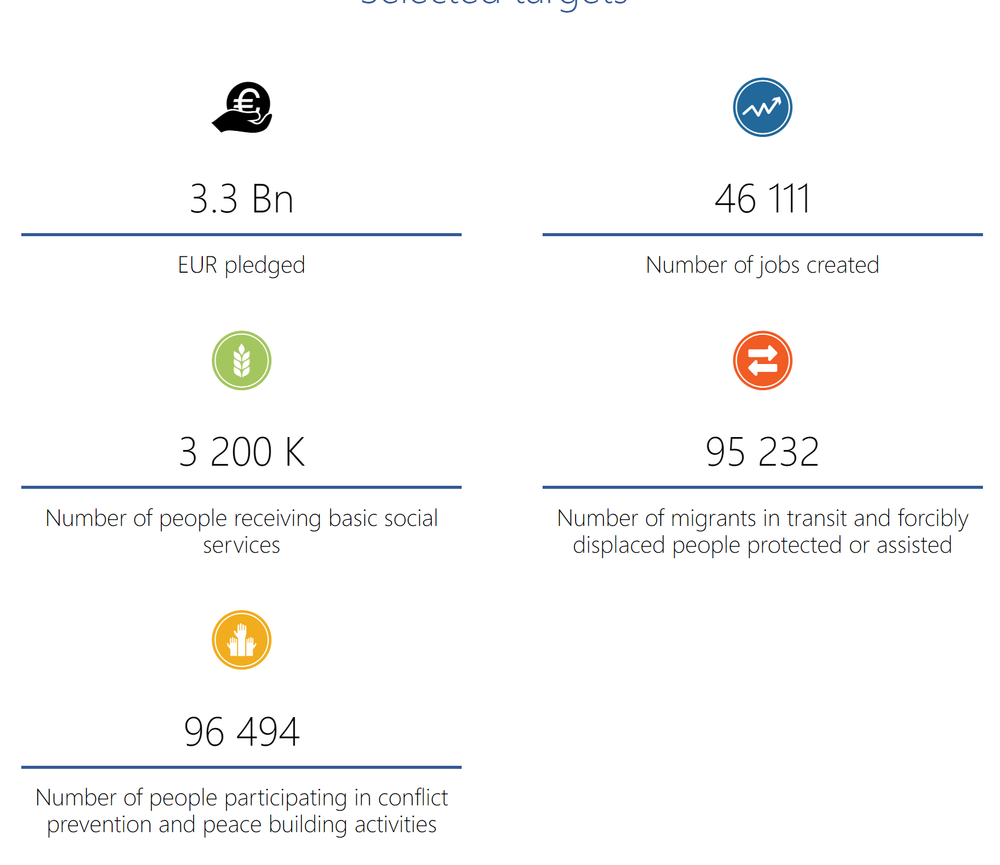 Selected targets
3.3 Bn
EUR pledged
46 111
Number of jobs created
3 200 K
Number of people receiving basic social
services
95 232
Number of migrants in transit and forcibly
displaced people protected or assisted
96 494
Number of people participating in conflict
prevention and peace building activities